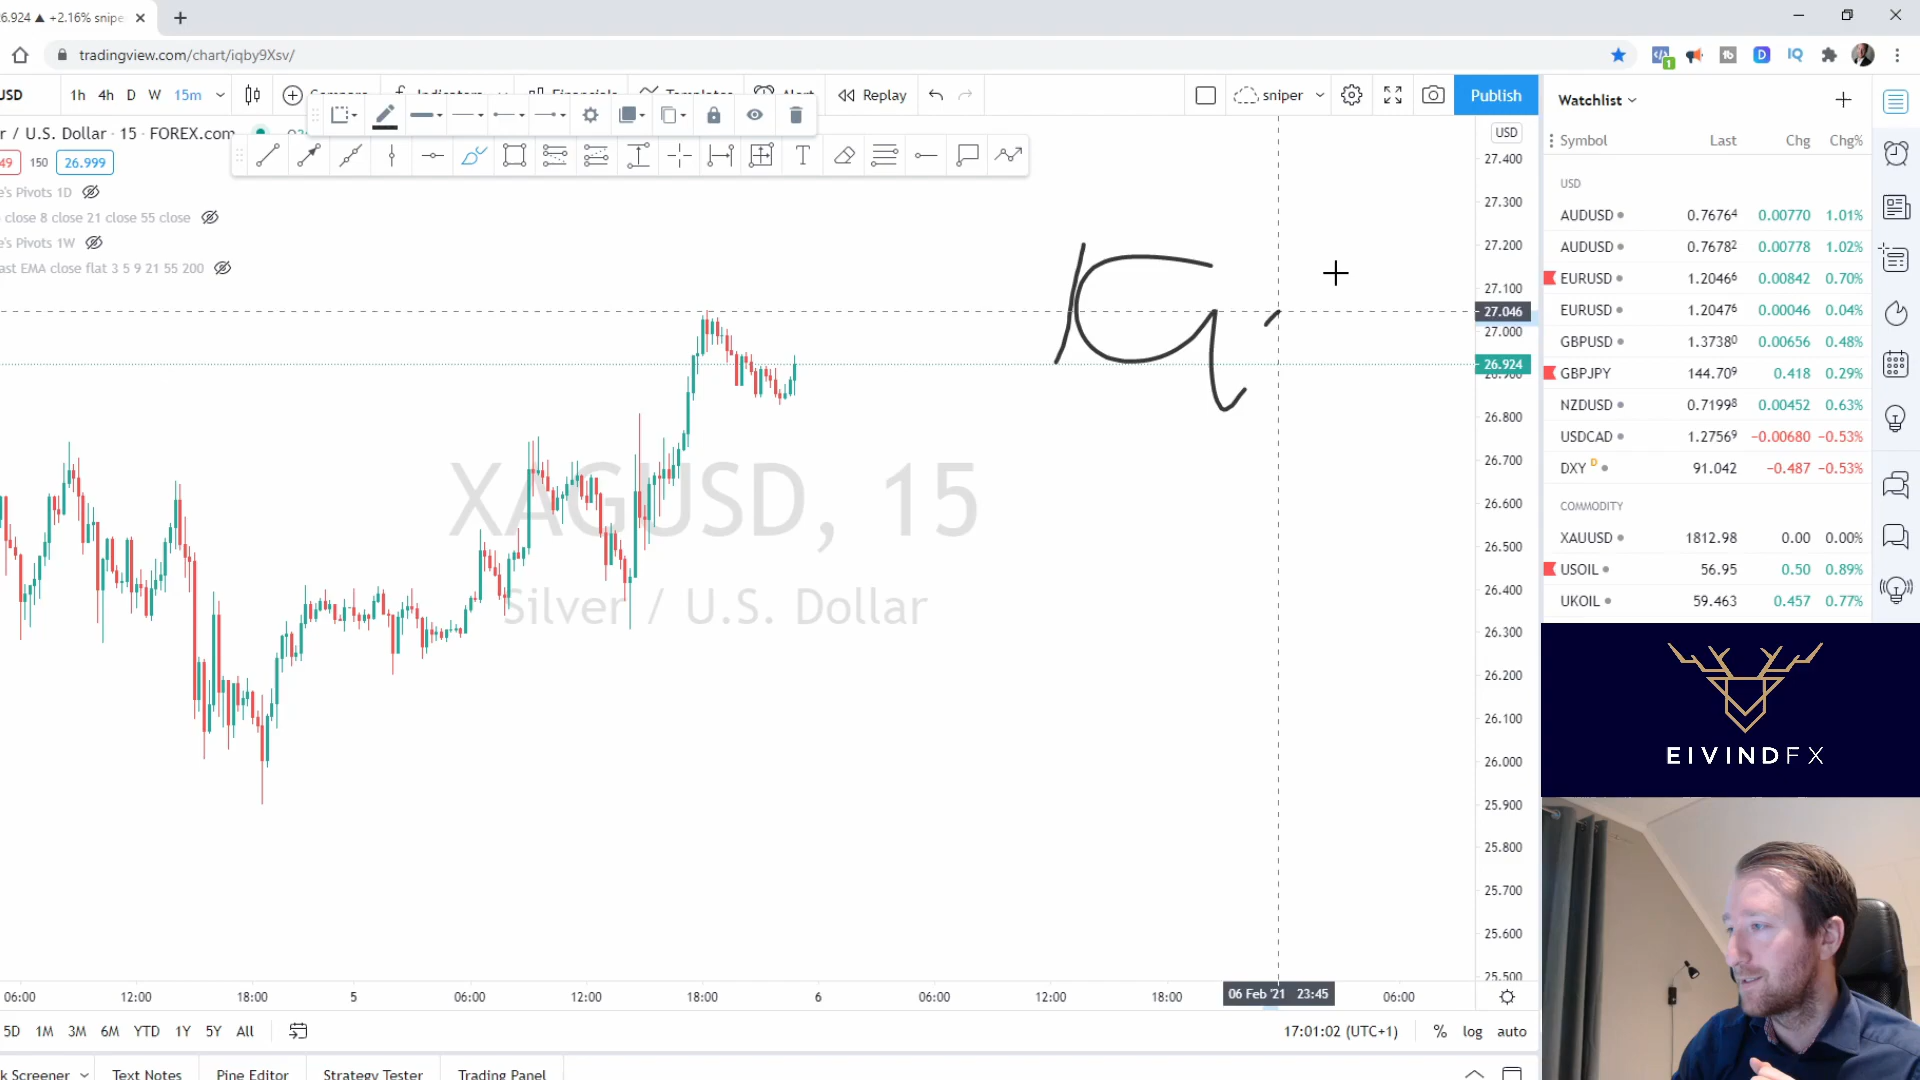 6.924 ▲ +2.16% snipe
tradingview.com/chart/iqby9Xsv/
USD 1h 4h D W 15m Replay sniper Publish
r / U.S. Dollar · 15 · FOREX.com
49 150 26.999
e's Pivots 1D
close 8 close 21 close 55 close
e's Pivots 1W
ast EMA close flat 3 5 9 21 55 200
XAGUSD, 15
Silver / U.S. Dollar
USD
27.400
27.300
27.200
27.100
27.046
27.000
26.924
26.800
26.700
26.600
26.500
26.400
26.300
26.200
26.100
26.000
25.900
25.800
25.700
25.600
25.500
06:00 12:00 18:00 5 06:00 12:00 18:00 6 06:00 12:00 18:00 06 Feb '21 23:45 06:00
5D 1M 3M 6M YTD 1Y 5Y All 17:01:02 (UTC+1) % log auto
k Screener Text Notes Pine Editor Strategy Tester Trading Panel
Watchlist
Symbol Last Chg Chg%
USD
AUDUSD 0.76764 0.00770 1.01%
AUDUSD 0.76782 0.00778 1.02%
EURUSD 1.20466 0.00842 0.70%
EURUSD 1.20476 0.00046 0.04%
GBPUSD 1.37380 0.00656 0.48%
GBPJPY 144.709 0.418 0.29%
NZDUSD 0.71998 0.00452 0.63%
USDCAD 1.27569 −0.00680 −0.53%
DXY D 91.042 −0.487 −0.53%
COMMODITY
XAUUSD 1812.98 0.00 0.00%
USOIL 56.95 0.50 0.89%
UKOIL 59.463 0.457 0.77%
EIVINDFX